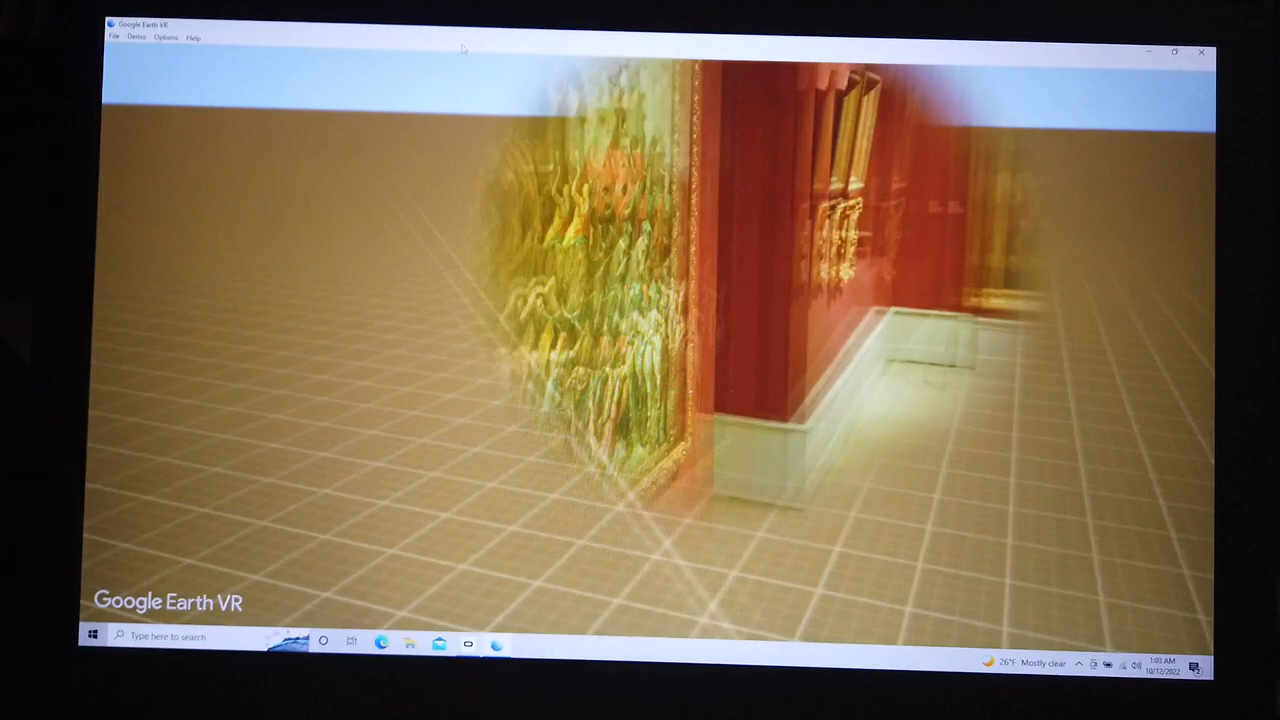 Google Earth VR
File Demo Options Help
Google Earth VR
Type here to search
26°F Mostly clear
1:03 AM
10/12/2022
2